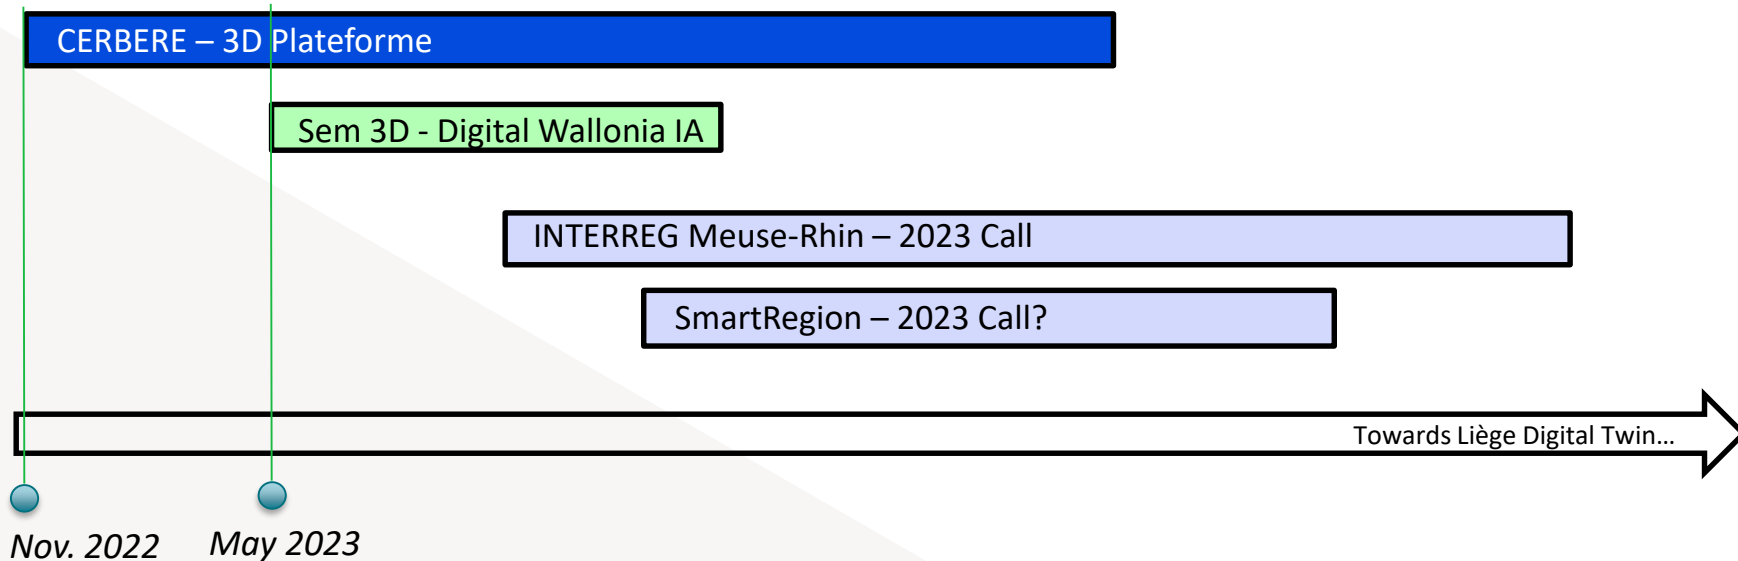 CERBERE – 3D Plateforme
Sem 3D - Digital Wallonia IA
INTERREG Meuse-Rhin – 2023 Call
SmartRegion – 2023 Call?
Towards Liège Digital Twin...
Nov. 2022
May 2023